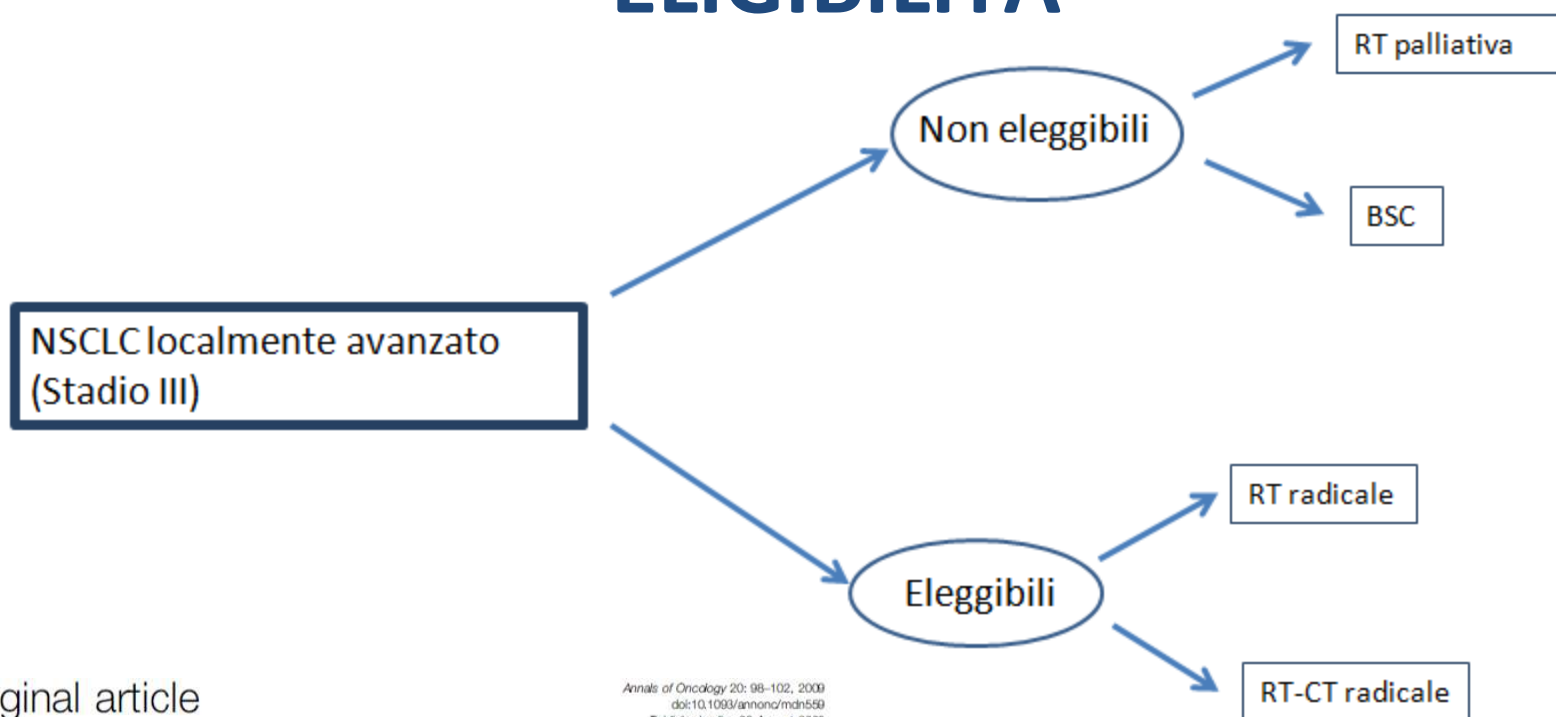 RT palliativa
Non eleggibili
BSC
NSCLC localmente avanzato
(Stadio III)
RT radicale
Eleggibili
RT-CT radicale
ginal article
Annals of Oncology 20: 98–102, 2009
doi:10.1093/annonc/mdn559